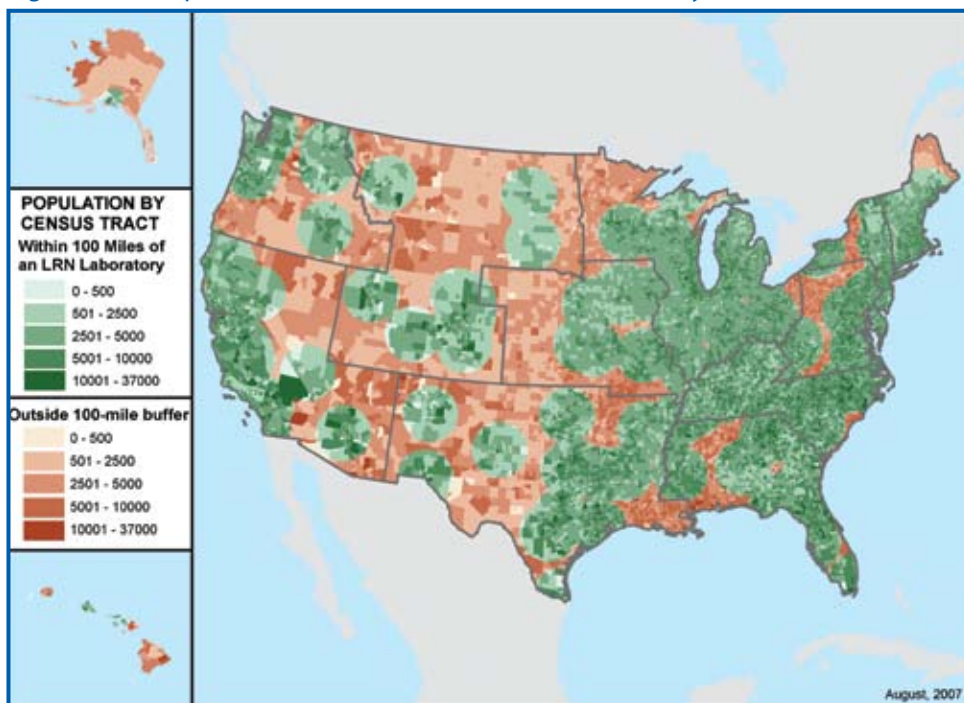 POPULATION BY
CENSUS TRACT
Within 100 Miles of
an LRN Laboratory
0 - 500
501 - 2500
2501 - 5000
5001 - 10000
10001 - 37000
Outside 100-mile buffer
0 - 500
501 - 2500
2501 - 5000
5001 - 10000
10001 - 37000
August, 2007